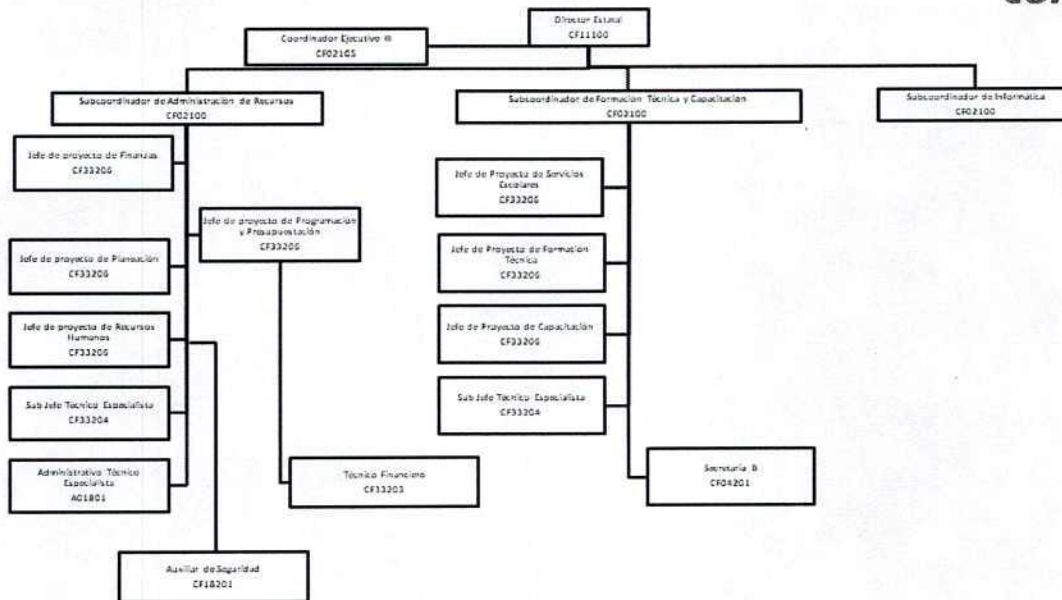 Director Estatal
CF11100
Coordinador Ejecutivo III
CF02105
Subcoordinador de Administración de Recursos
CF02100
Subcoordinador de Formación Técnica y Capacitación
CF02100
Subcoordinador de Informática
CF02100
Jefe de proyecto de Finanzas
CF33206
Jefe de proyecto de Programación
y Presupuestación
CF33206
Jefe de proyecto de Planeación
CF33206
Jefe de proyecto de Recursos
Humanos
CF33206
Sub Jefe Técnico Especialista
CF33204
Administrativo Técnico
Especialista
A01801
Técnico Financiero
CF33203
Auxiliar de Seguridad
CF18201
Jefe de Proyecto de Servicios
Escolares
CF33206
Jefe de Proyecto de Formación
Técnica
CF33206
Jefe de Proyecto de Capacitación
CF33206
Sub Jefe Técnico Especialista
CF33204
Secretaria B
CF04201